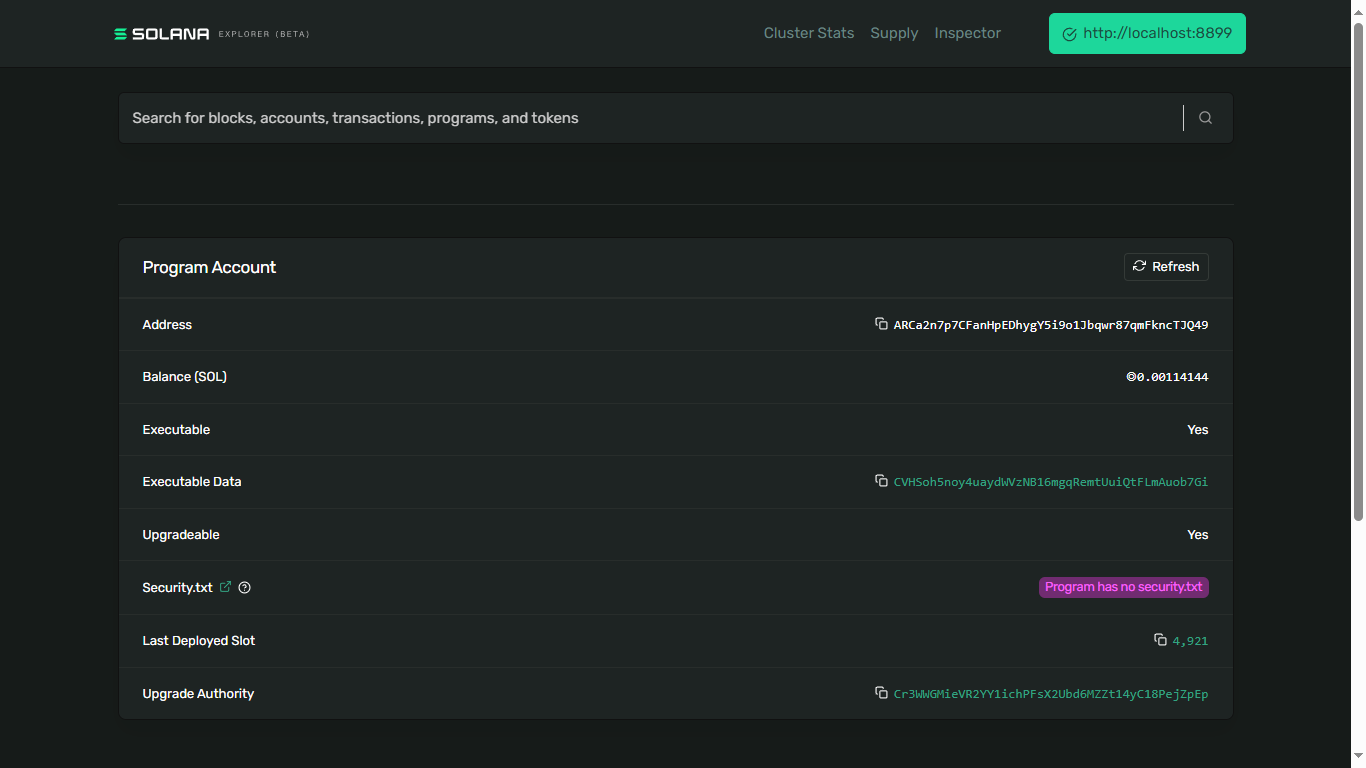 SOLANA EXPLORER (BETA)
Cluster Stats Supply Inspector http://localhost:8899
Search for blocks, accounts, transactions, programs, and tokens
Program Account Refresh
Address ARCa2n7p7CFanHpEDhygY5i9o1Jbqwr87qmFkncTJQ49
Balance (SOL) ◎0.00114144
Executable Yes
Executable Data CVHSoh5noy4uaydWVzNB16mgqRemtUuiQtFLmAuob7Gi
Upgradeable Yes
Security.txt Program has no security.txt
Last Deployed Slot 4,921
Upgrade Authority Cr3WWGMieVR2YY1ichPFsX2Ubd6MZZt14yC18PejZpEp